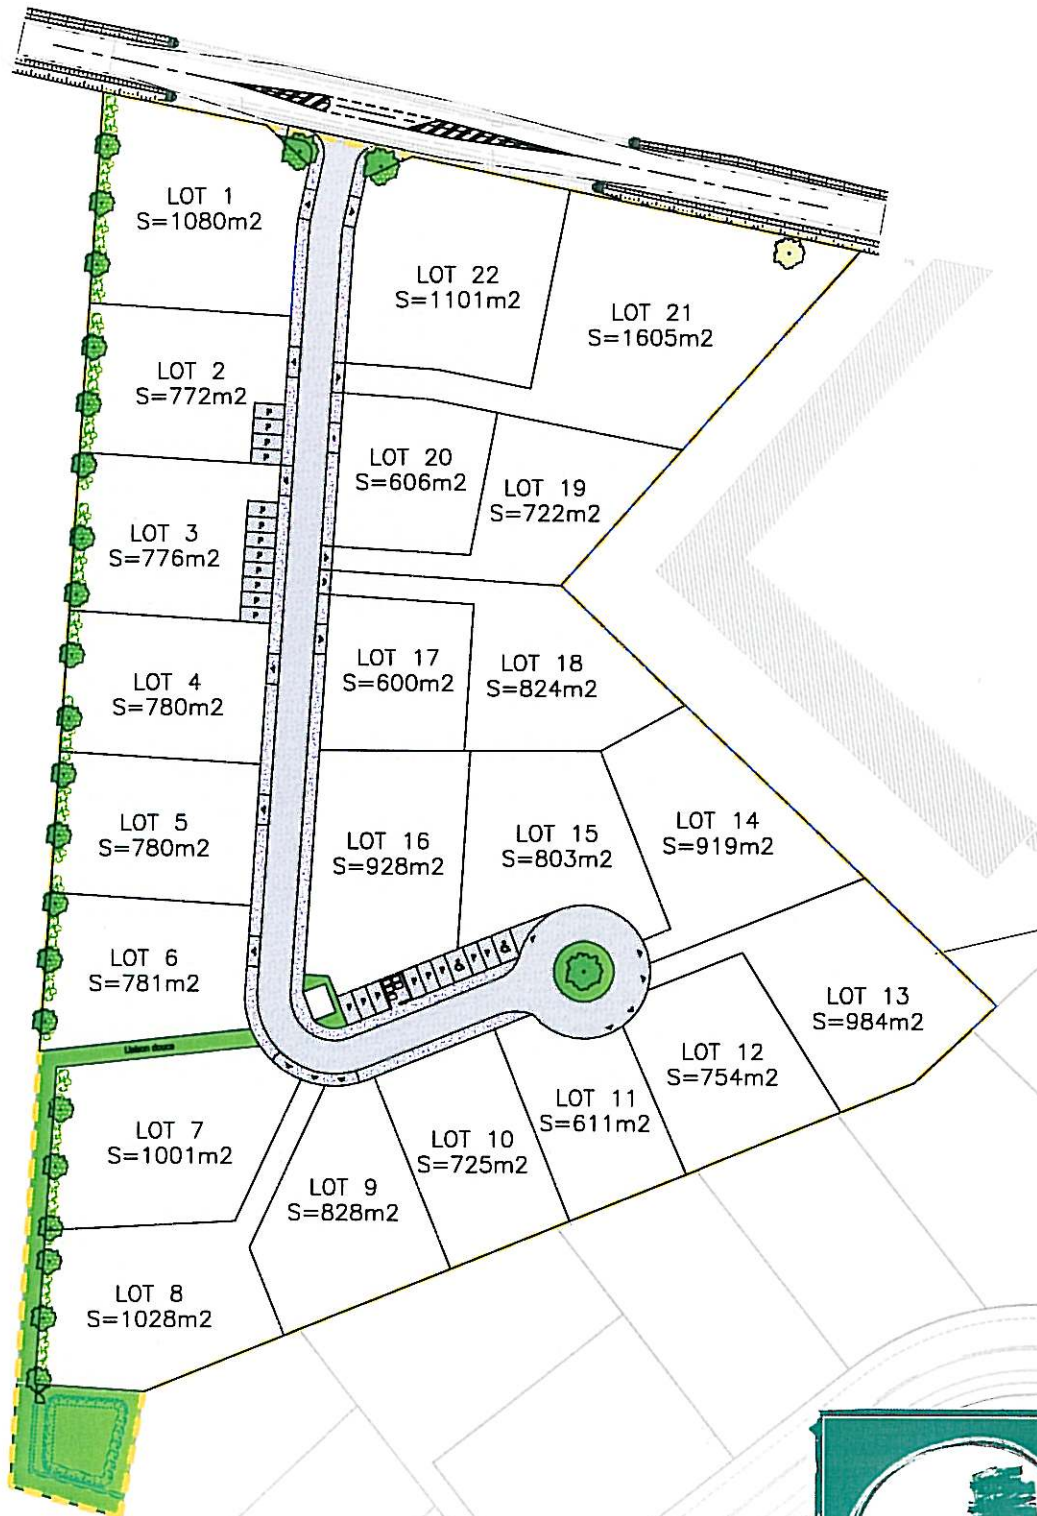 LOT 1
S=1080m2
LOT 22
S=1101m2
LOT 21
S=1605m2
LOT 2
S=772m2
P
P
P
P
LOT 20
S=606m2
LOT 19
S=722m2
LOT 3
S=776m2
P
P
P
P
P
P
P
P
LOT 17
S=600m2
LOT 18
S=824m2
LOT 4
S=780m2
LOT 5
S=780m2
LOT 16
S=928m2
LOT 15
S=803m2
LOT 14
S=919m2
LOT 6
S=781m2
P
P
P
P
P
P
P
P
LOT 13
S=984m2
Liaison douce
LOT 12
S=754m2
LOT 11
S=611m2
LOT 7
S=1001m2
LOT 10
S=725m2
LOT 9
S=828m2
LOT 8
S=1028m2